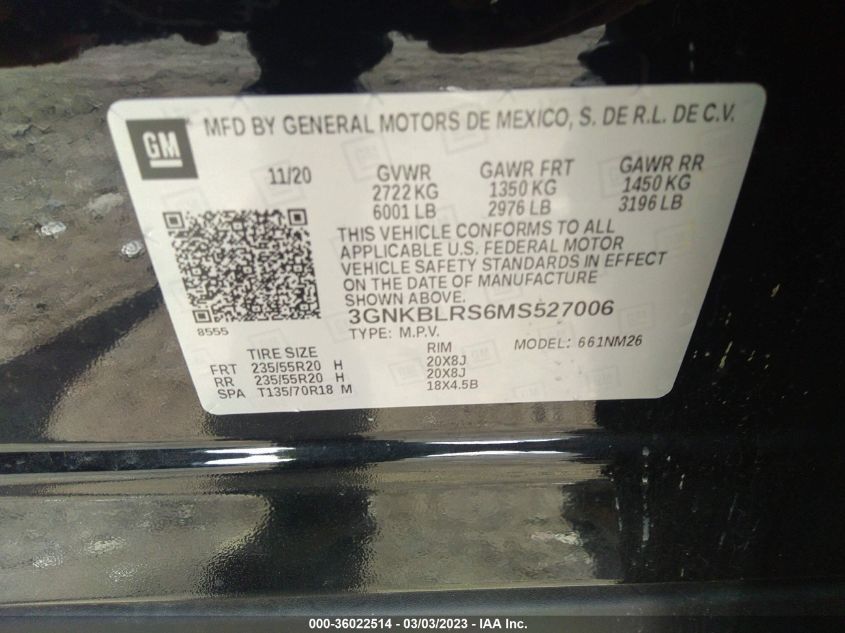 GM
MFD BY GENERAL MOTORS DE MEXICO, S. DE R.L. DE C.V.
11/20 GVWR GAWR FRT GAWR RR
2722 KG 1350 KG 1450 KG
6001 LB 2976 LB 3196 LB
THIS VEHICLE CONFORMS TO ALL
APPLICABLE U.S. FEDERAL MOTOR
VEHICLE SAFETY STANDARDS IN EFFECT
ON THE DATE OF MANUFACTURE
SHOWN ABOVE.
3GNKBLRS6MS527006
8555
TYPE: M.P.V. MODEL: 661NM26
TIRE SIZE RIM
FRT 235/55R20 H 20X8J
RR 235/55R20 H 20X8J
SPA T135/70R18 M 18X4.5B
000-36022514 - 03/03/2023 - IAA Inc.